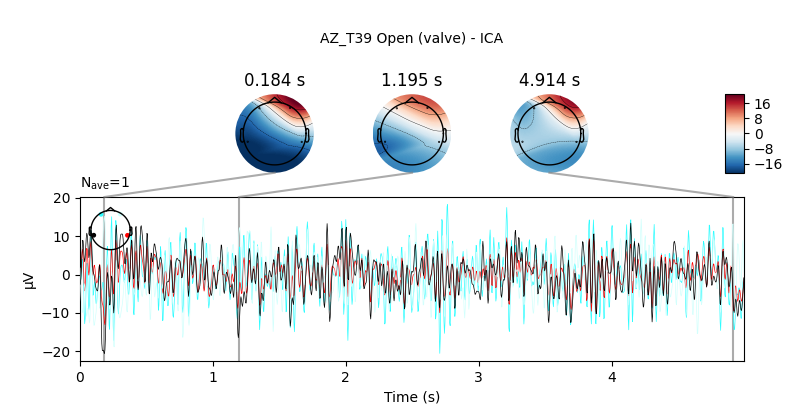 AZ_T39 Open (valve) - ICA
0.184 s 1.195 s 4.914 s
16
8
0
−8
−16
Nave=1
20
10
0
−10
−20
µV
0 1 2 3 4
Time (s)